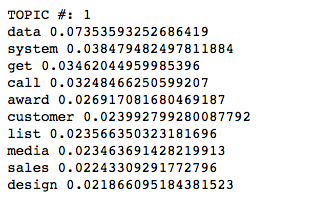 TOPIC #: 1
data 0.07353593252686419
system 0.038479482497811884
get 0.03462044959985396
call 0.03248466250599207
award 0.026917081680469187
customer 0.023992799280087792
list 0.023566350323181696
media 0.023463691428219913
sales 0.02243309291772796
design 0.021866095184381523